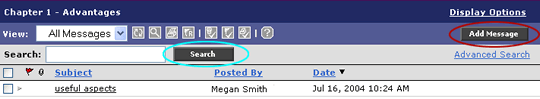 Chapter 1 - Advantages Display Options
View: All Messages Add Message
Search: Search Advanced Search
Subject Posted By Date
useful aspects Megan Smith Jul 16, 2004 10:24 AM